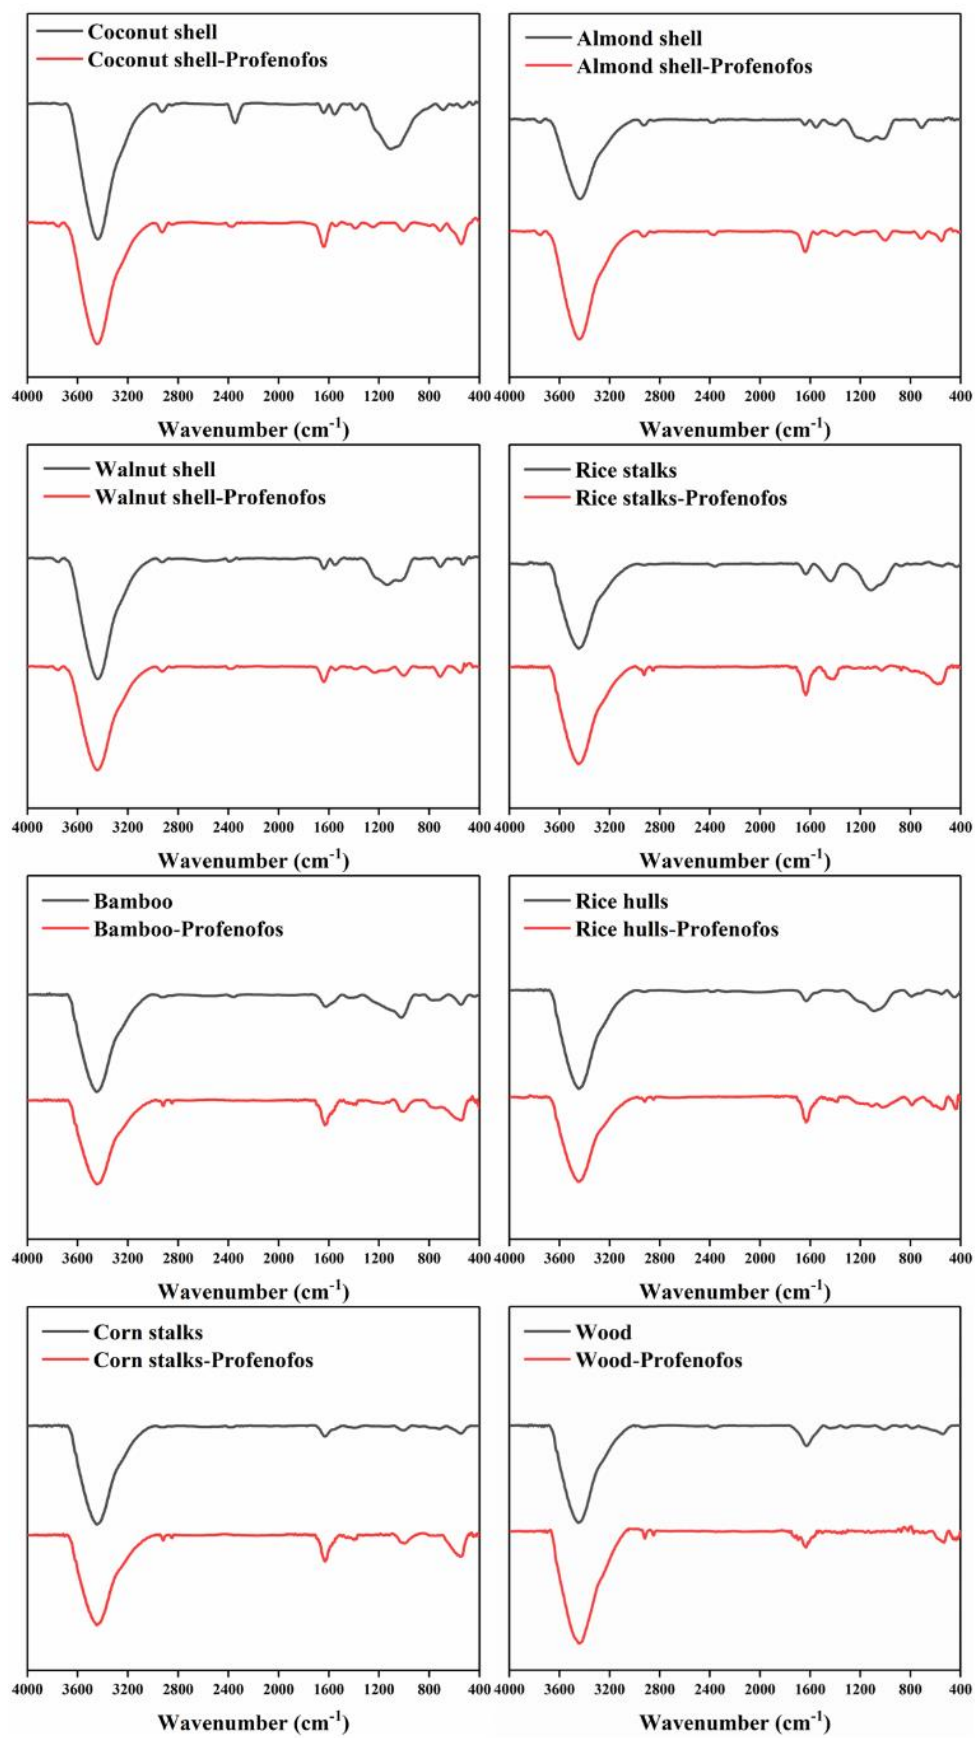 Coconut shell
Coconut shell-Profenofos
4000 3600 3200 2800 2400 2000 1600 1200 800 400
Wavenumber (cm-1)
Almond shell
Almond shell-Profenofos
4000 3600 3200 2800 2400 2000 1600 1200 800 400
Wavenumber (cm-1)
Walnut shell
Walnut shell-Profenofos
4000 3600 3200 2800 2400 2000 1600 1200 800 400
Wavenumber (cm-1)
Rice stalks
Rice stalks-Profenofos
4000 3600 3200 2800 2400 2000 1600 1200 800 400
Wavenumber (cm-1)
Bamboo
Bamboo-Profenofos
4000 3600 3200 2800 2400 2000 1600 1200 800 400
Wavenumber (cm-1)
Rice hulls
Rice hulls-Profenofos
4000 3600 3200 2800 2400 2000 1600 1200 800 400
Wavenumber (cm-1)
Corn stalks
Corn stalks-Profenofos
4000 3600 3200 2800 2400 2000 1600 1200 800 400
Wavenumber (cm-1)
Wood
Wood-Profenofos
4000 3600 3200 2800 2400 2000 1600 1200 800 400
Wavenumber (cm-1)